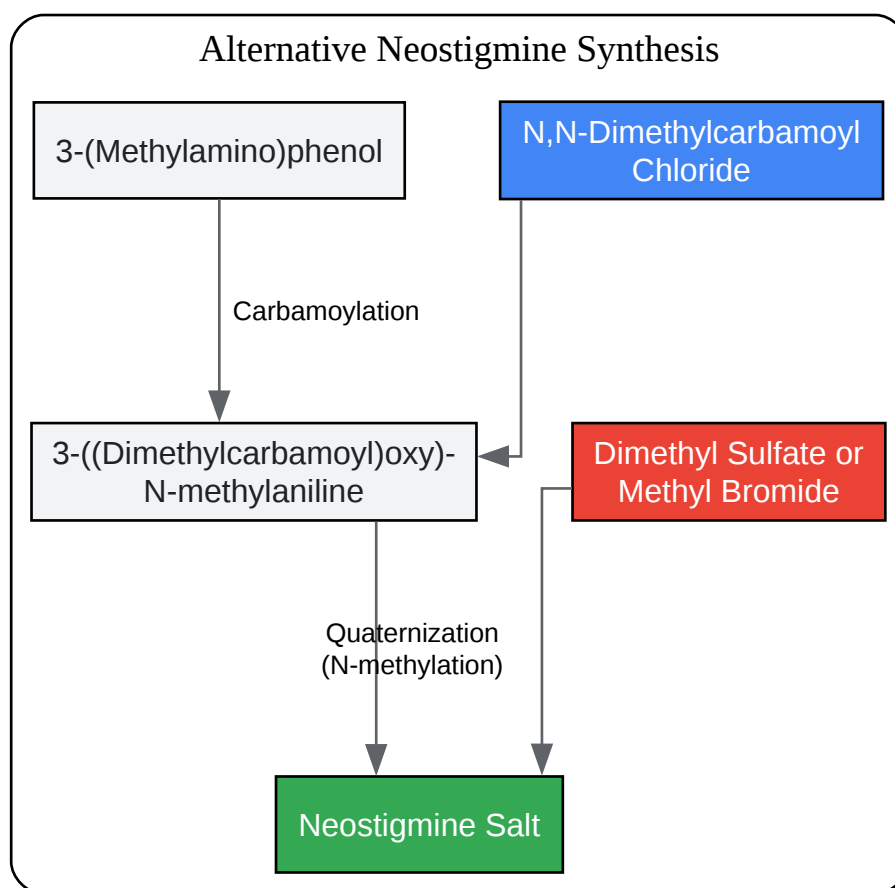 Alternative Neostigmine Synthesis
3-(Methylamino)phenol
N,N-Dimethylcarbamoyl
Chloride
Carbamoylation
3-((Dimethylcarbamoyl)oxy)-
N-methylaniline
Dimethyl Sulfate or
Methyl Bromide
Quaternization
(N-methylation)
Neostigmine Salt